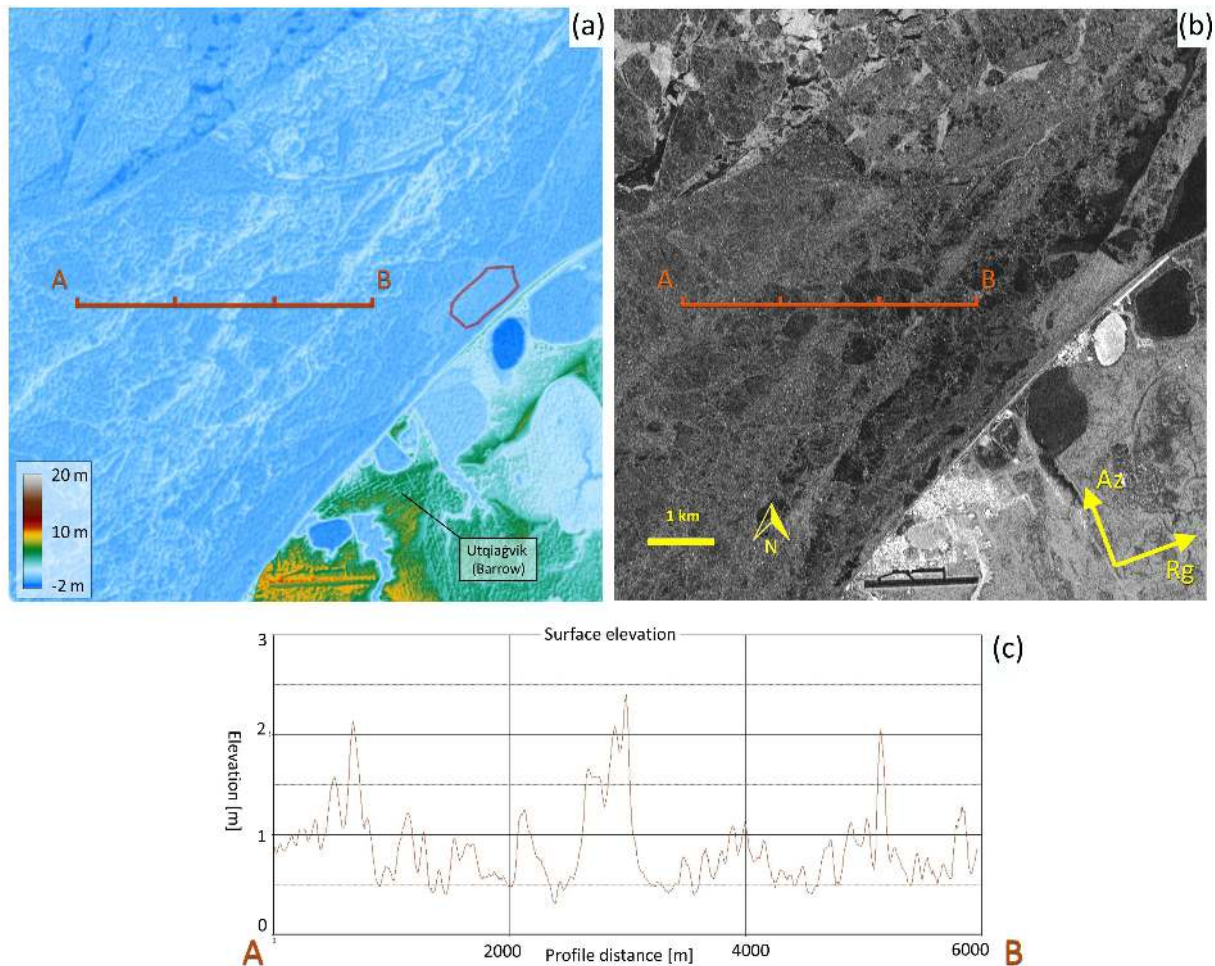 (a)
A
B
20 m
10 m
-2 m
Utqiaġvik
(Barrow)
(b)
A
B
1 km
N
Az
Rg
Surface elevation
(c)
3
2
1
0
Elevation [m]
2000
4000
6000
A
Profile distance [m]
B